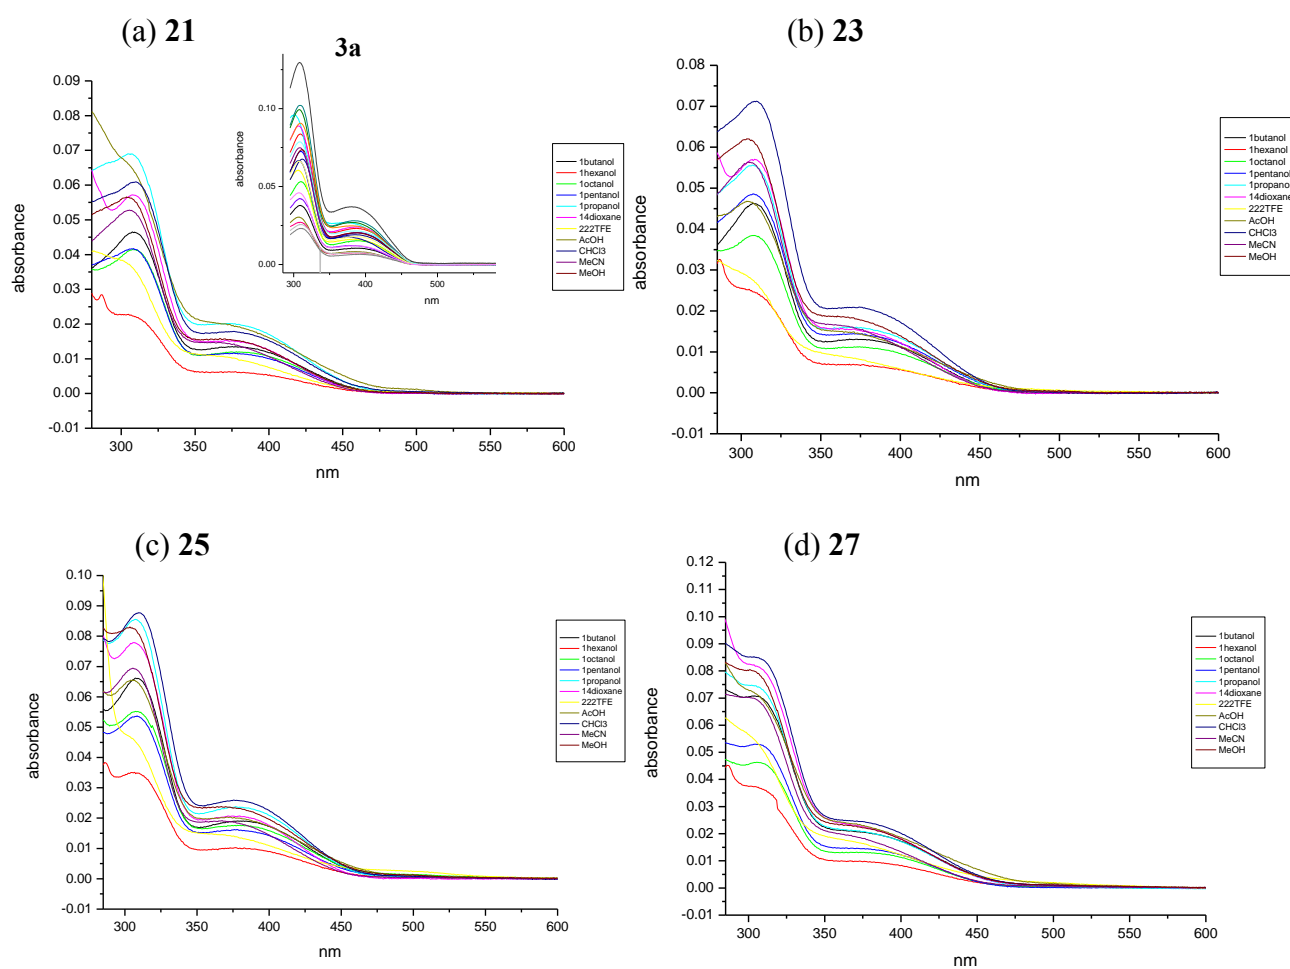 (a) 21
3a
0.10
0.05
0.00
absorbance
300
400
500
nm
0.09
0.08
0.07
0.06
0.05
0.04
0.03
0.02
0.01
0.00
-0.01
absorbance
300
350
400
450
500
550
600
nm
1butanol
1hexanol
1octanol
1pentanol
1propanol
14dioxane
222TFE
AcOH
CHCl3
MeCN
MeOH
(b) 23
0.08
0.07
0.06
0.05
0.04
0.03
0.02
0.01
0.00
-0.01
absorbance
300
350
400
450
500
550
600
nm
1butanol
1hexanol
1octanol
1pentanol
1propanol
14dioxane
222TFE
AcOH
CHCl3
MeCN
MeOH
(c) 25
0.10
0.09
0.08
0.07
0.06
0.05
0.04
0.03
0.02
0.01
0.00
-0.01
absorbance
300
350
400
450
500
550
600
nm
1butanol
1hexanol
1octanol
1pentanol
1propanol
14dioxane
222TFE
AcOH
CHCl3
MeCN
MeOH
(d) 27
0.12
0.11
0.10
0.09
0.08
0.07
0.06
0.05
0.04
0.03
0.02
0.01
0.00
-0.01
absorbance
300
350
400
450
500
550
600
nm
1butanol
1hexanol
1octanol
1pentanol
1propanol
14dioxane
222TFE
AcOH
CHCl3
MeCN
MeOH